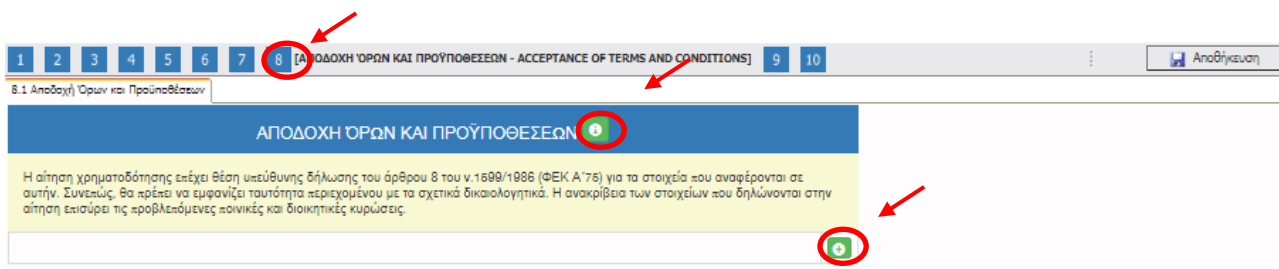 1 2 3 4 5 6 7 8 [ΑΠΟΔΟΧΗ ΌΡΩΝ ΚΑΙ ΠΡΟΫΠΟΘΕΣΕΩΝ - ACCEPTANCE OF TERMS AND CONDITIONS] 9 10 Αποθήκευση
8.1 Αποδοχή Όρων και Προϋποθέσεων
ΑΠΟΔΟΧΗ ΌΡΩΝ ΚΑΙ ΠΡΟΫΠΟΘΕΣΕΩΝ
Η αίτηση χρηματοδότησης επέχει θέση υπεύθυνης δήλωσης του άρθρου 8 του ν.1599/1986 (ΦΕΚ Α΄75) για τα στοιχεία που αναφέρονται σε
αυτήν. Συνεπώς, θα πρέπει να εμφανίζει ταυτότητα περιεχομένου με τα σχετικά δικαιολογητικά. Η ανακρίβεια των στοιχείων που δηλώνονται στην
αίτηση επισύρει τις προβλεπόμενες ποινικές και διοικητικές κυρώσεις.